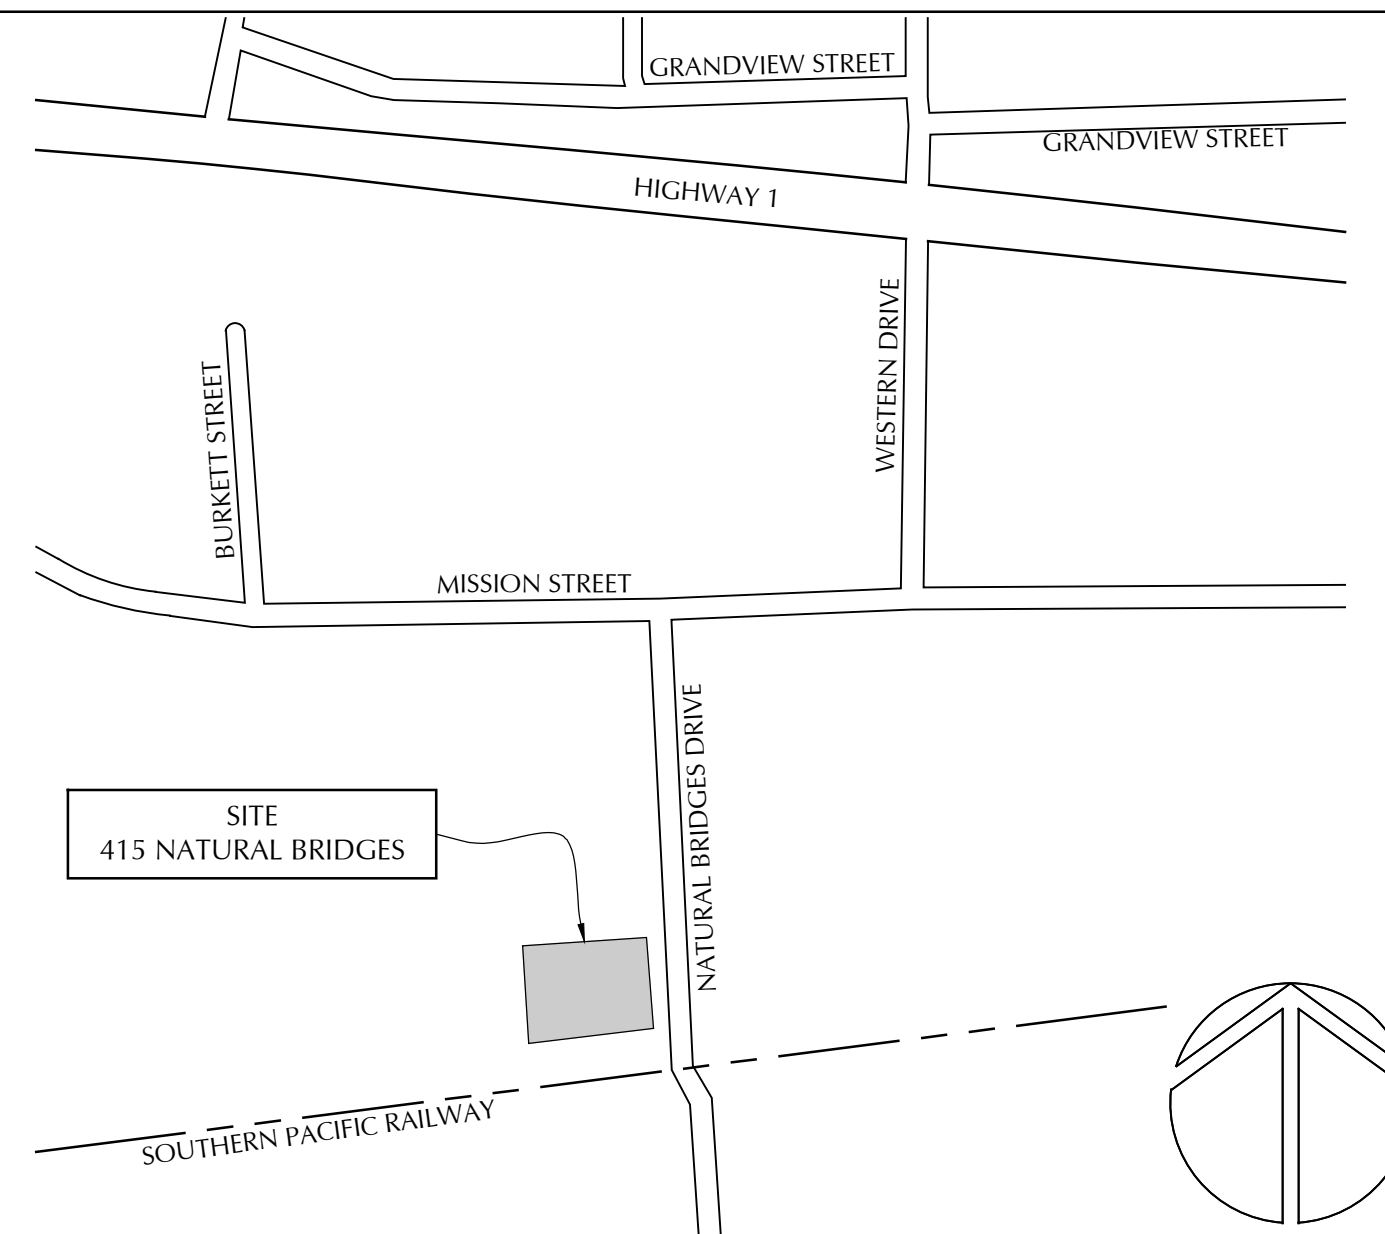 GRANDVIEW STREET
GRANDVIEW STREET
HIGHWAY 1
WESTERN DRIVE
BURKETT STREET
MISSION STREET
NATURAL BRIDGES DRIVE
SITE
415 NATURAL BRIDGES
SOUTHERN PACIFIC RAILWAY